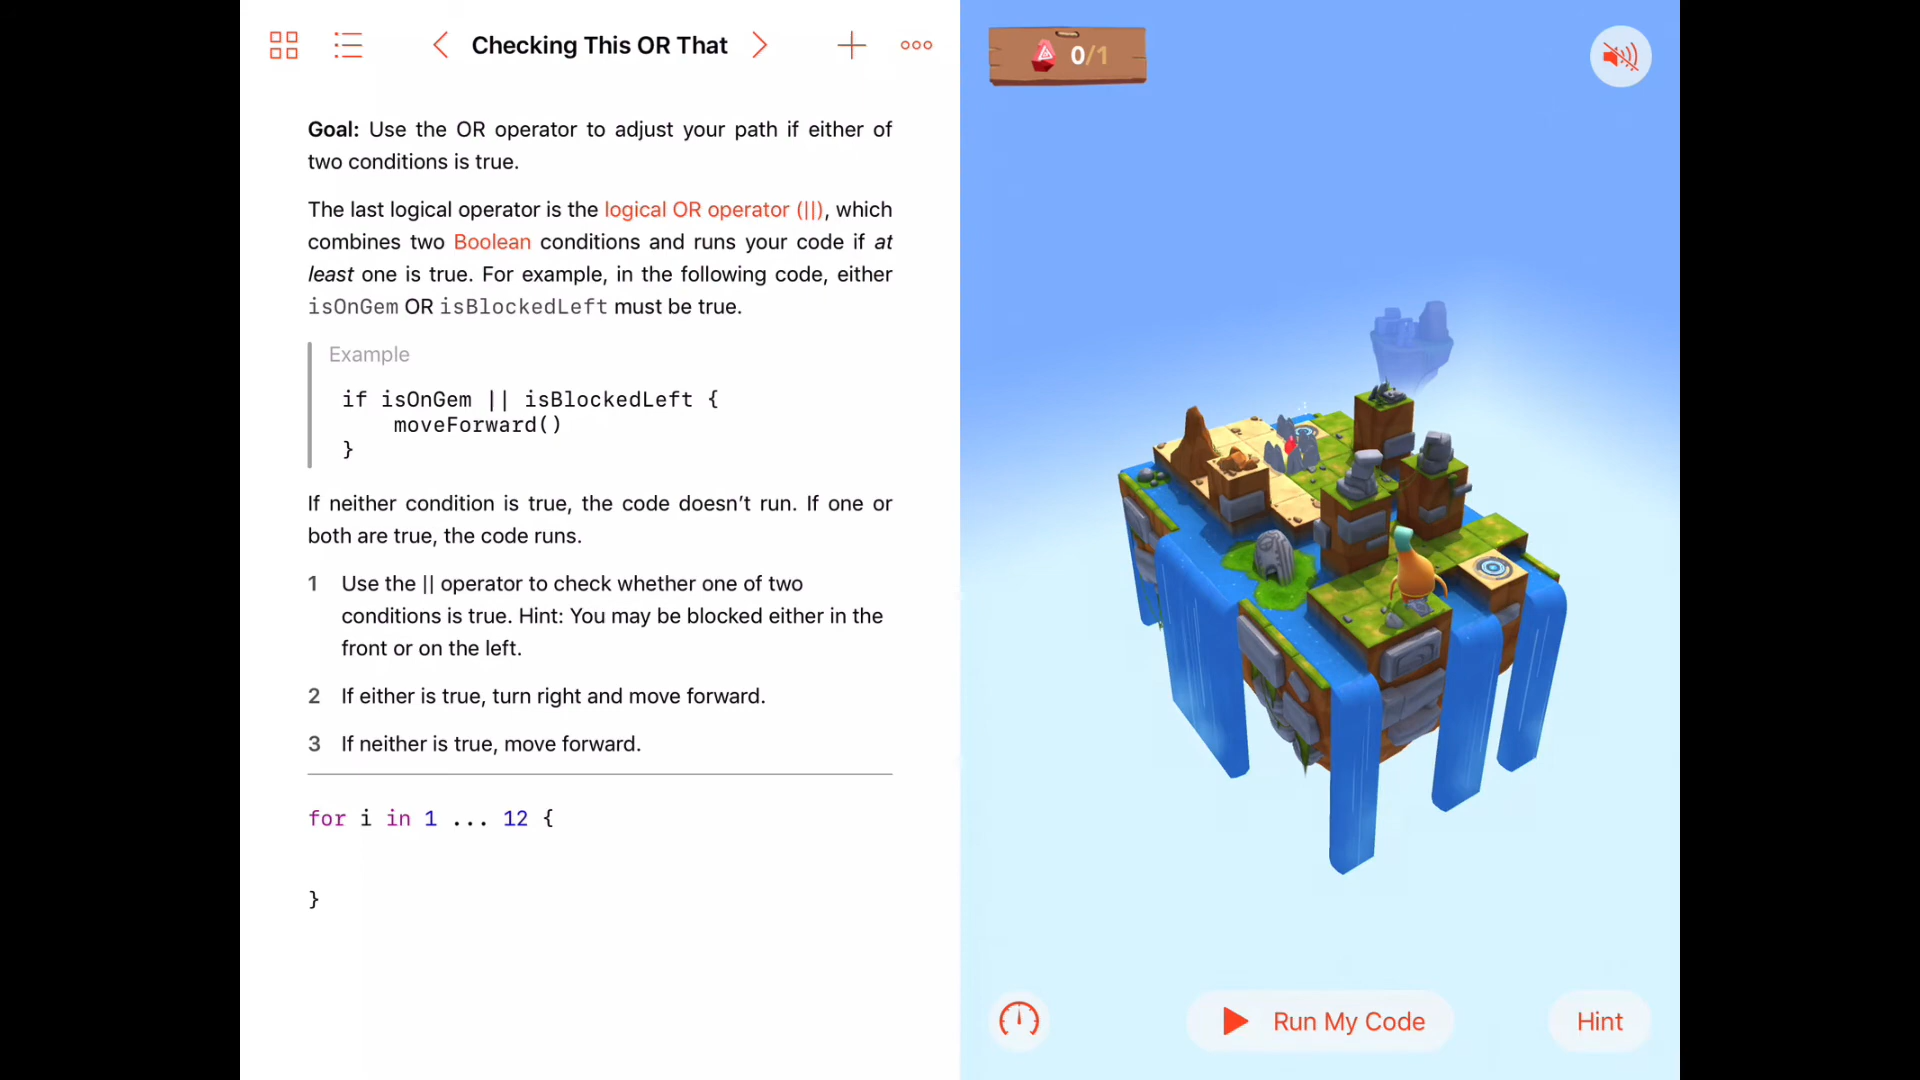 Checking This OR That
0/1
Goal: Use the OR operator to adjust your path if either of
two conditions is true.
The last logical operator is the logical OR operator (||), which
combines two Boolean conditions and runs your code if at
least one is true. For example, in the following code, either
isOnGem OR isBlockedLeft must be true.
Example
if isOnGem || isBlockedLeft {
moveForward()
}
If neither condition is true, the code doesn’t run. If one or
both are true, the code runs.
1 Use the || operator to check whether one of two
conditions is true. Hint: You may be blocked either in the
front or on the left.
2 If either is true, turn right and move forward.
3 If neither is true, move forward.
for i in 1 ... 12 {
}
Run My Code
Hint